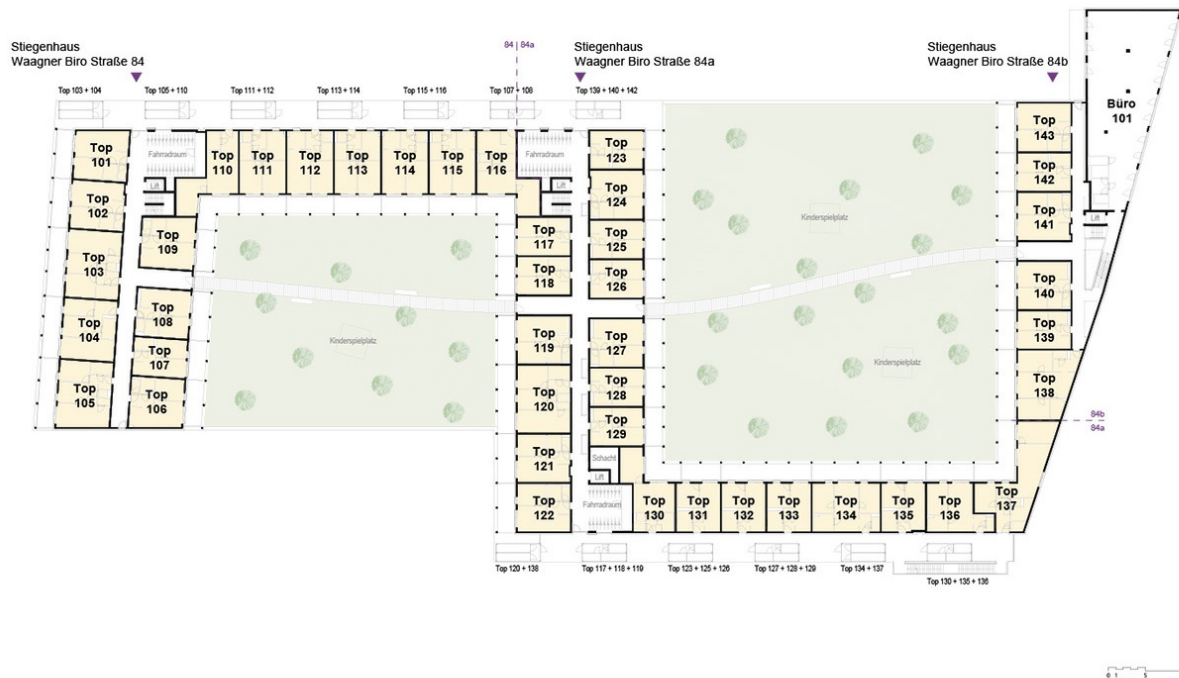 Stiegenhaus
Waagner Biro Straße 84
84 | 84a
Stiegenhaus
Waagner Biro Straße 84a
Stiegenhaus
Waagner Biro Straße 84b
Top 103 + 104
Top 105 + 110
Top 111 + 112
Top 113 + 114
Top 115 + 116
Top 107 + 108
Top 139 + 140 + 142
Büro
101
Top
101
Fahrradraum
Top
110
Top
111
Top
112
Top
113
Top
114
Top
115
Top
116
Fahrradraum
Top
123
Top
143
Lift
Lift
Top
142
Top
102
Top
124
Top
141
Kinderspielplatz
Lift
Top
109
Top
117
Top
125
Top
103
Top
118
Top
126
Top
140
Top
108
Top
104
Top
107
Kinderspielplatz
Top
119
Top
127
Top
139
Kinderspielplatz
Top
105
Top
106
Top
120
Top
128
Top
138
Top
129
84b
84a
Top
121
Schacht
Lift
Top
122
Fahrradraum
Top
130
Top
131
Top
132
Top
133
Top
134
Top
135
Top
136
Top
137
Top 120 + 138
Top 117 + 118 + 119
Top 123 + 125 + 126
Top 127 + 128 + 129
Top 134 + 137
Top 130 + 135 + 136
0 1 5